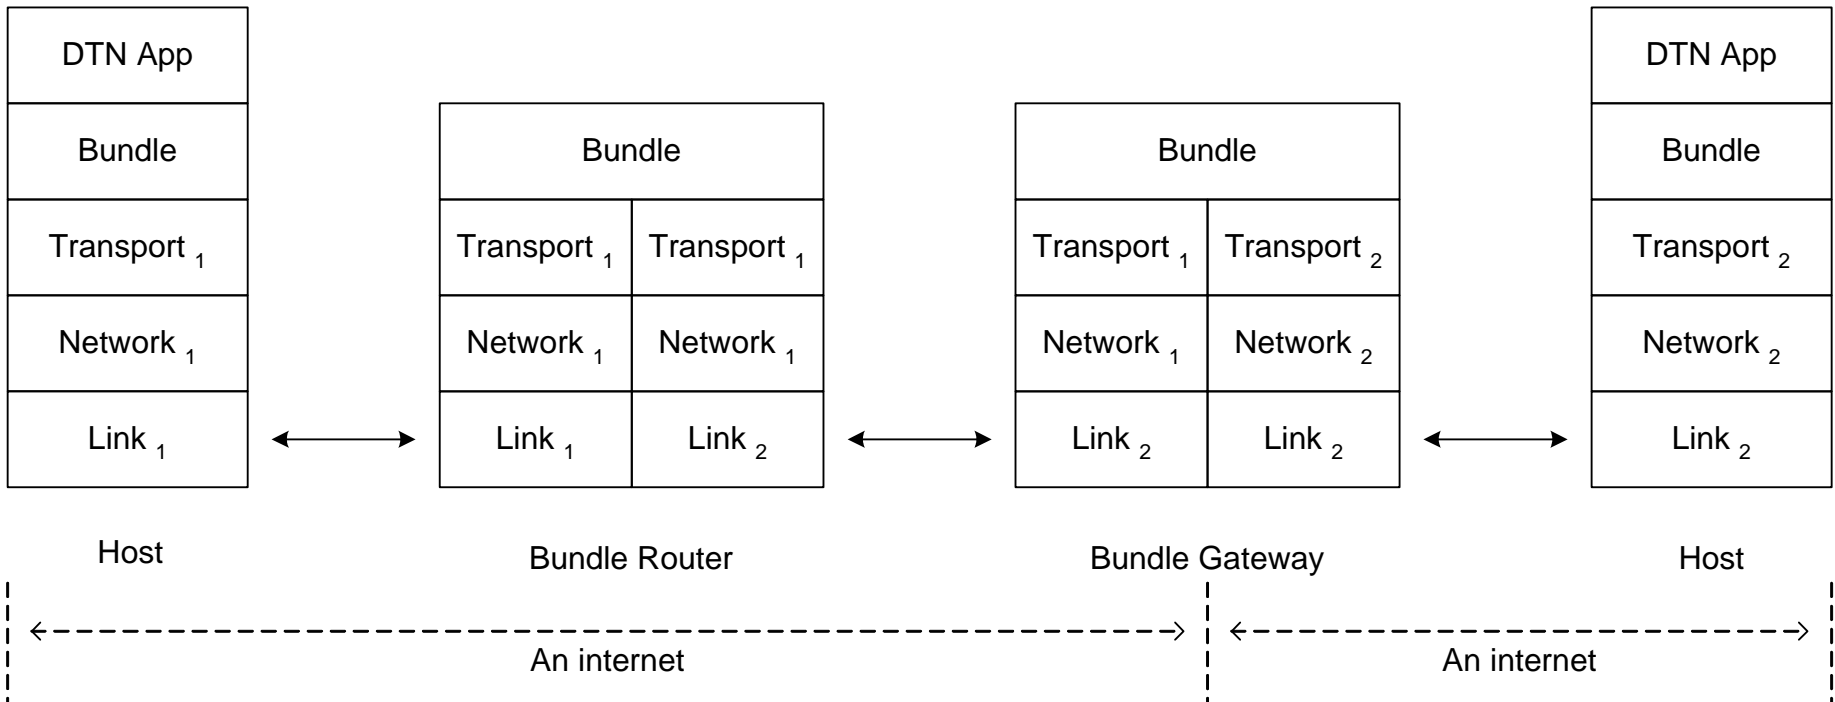 DTN App DTN App
Bundle Bundle Bundle Bundle
Transport 1 Transport 1 Transport 1 Transport 1 Transport 2 Transport 2
Network 1 Network 1 Network 1 Network 1 Network 2 Network 2
Link 1 Link 1 Link 2 Link 2 Link 2 Link 2
Host Bundle Router Bundle Gateway Host
An internet An internet